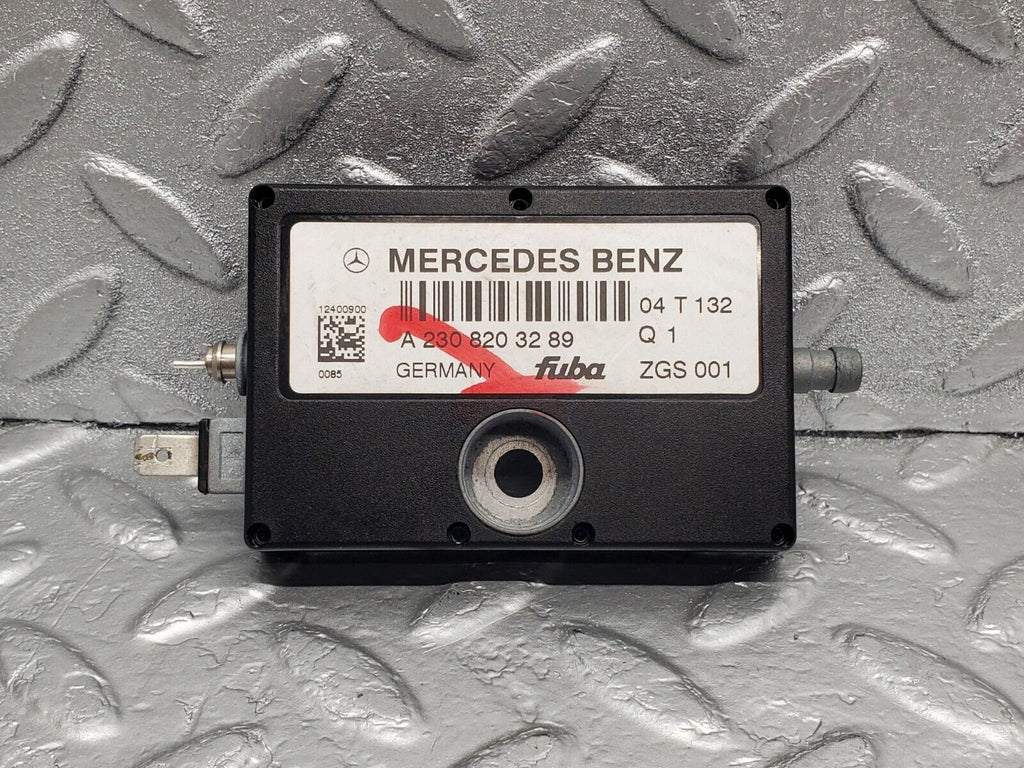 MERCEDES BENZ
12400900
04 T 132
A 230 820 32 89
Q 1
0085
GERMANY fuba ZGS 001